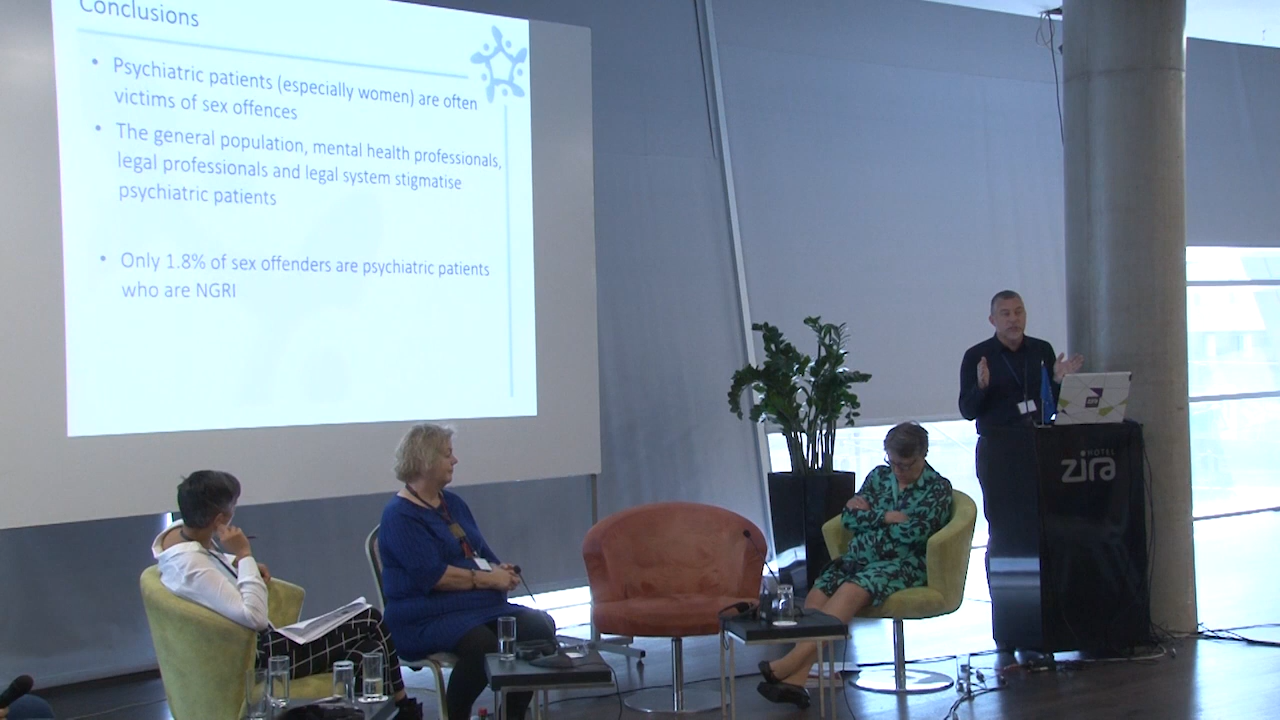 Conclusions
• Psychiatric patients (especially women) are often
victims of sex offences
• The general population, mental health professionals,
legal professionals and legal system stigmatise
psychiatric patients
• Only 1.8% of sex offenders are psychiatric patients
who are NGRI
HOTEL
zira